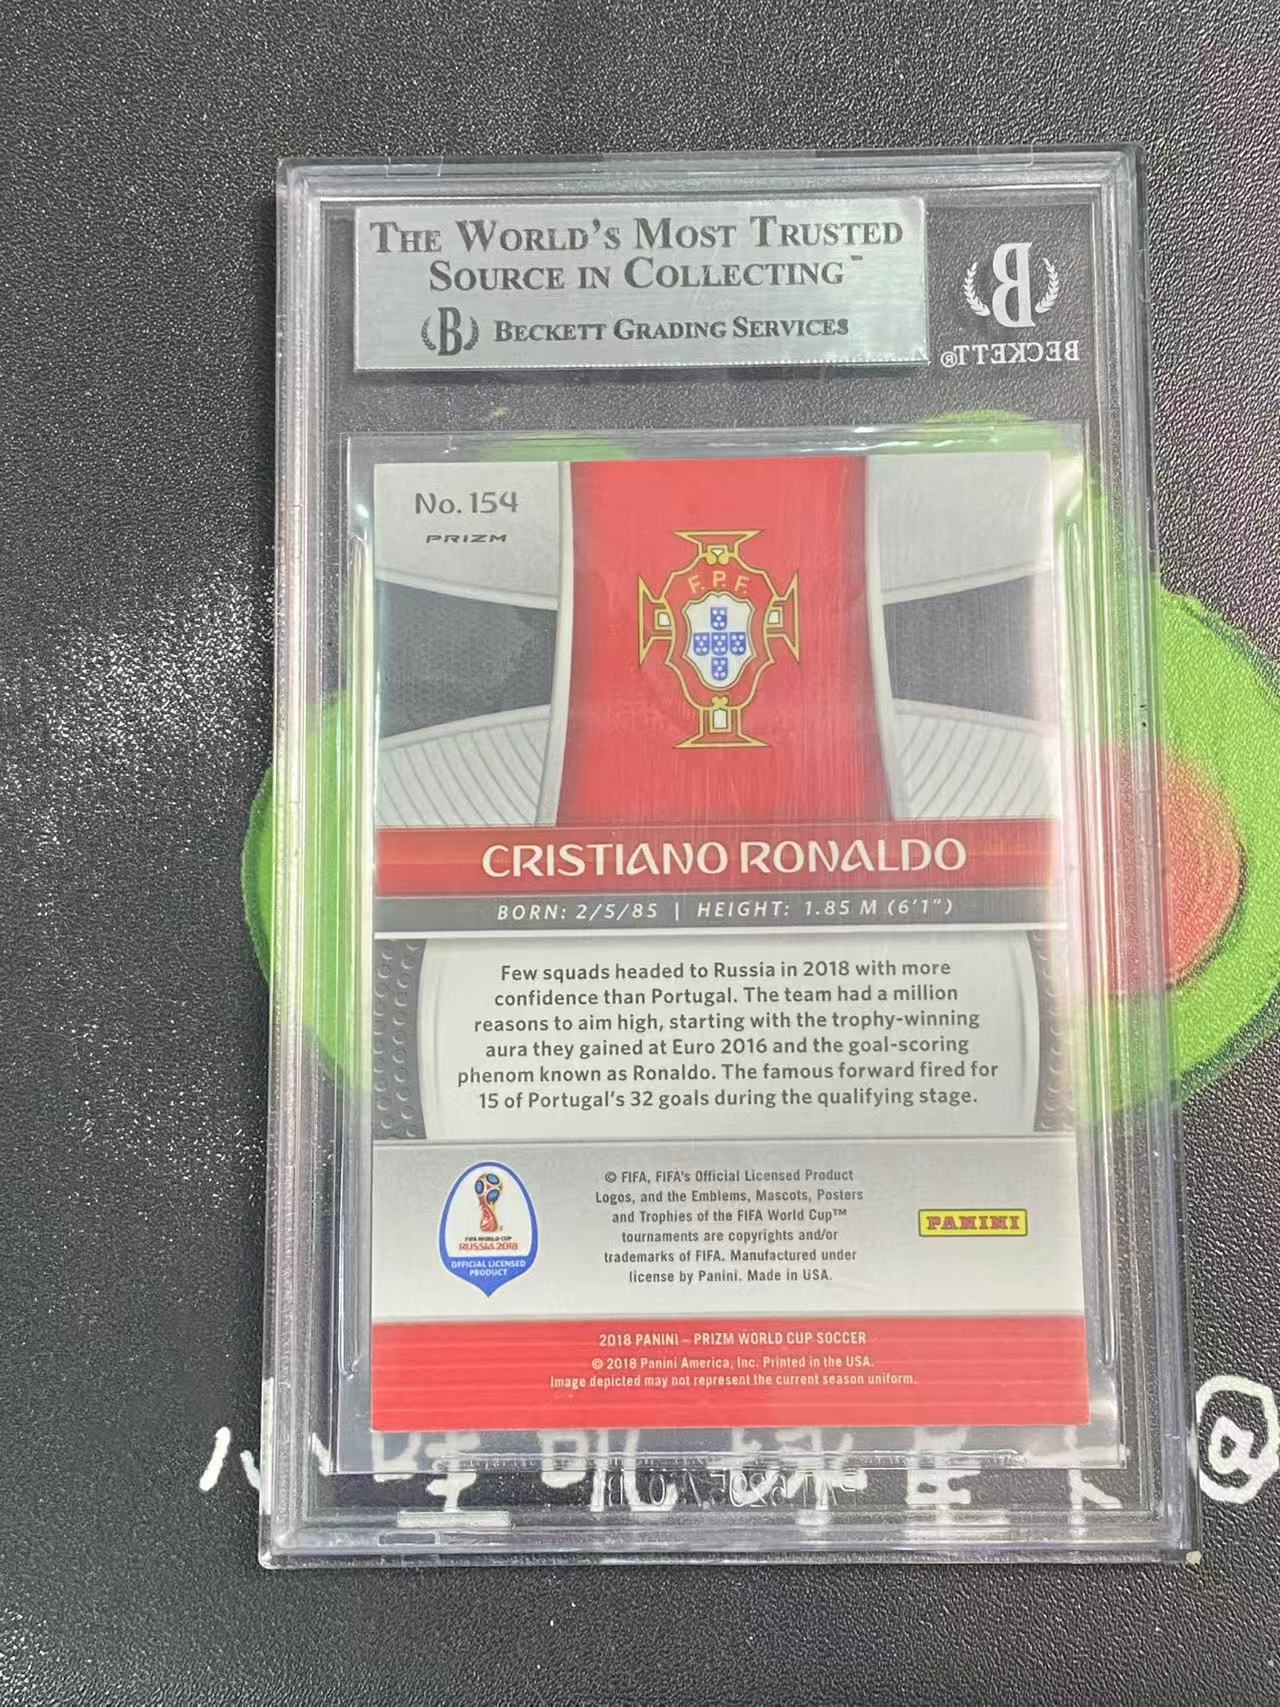 THE WORLD'S MOST TRUSTED
SOURCE IN COLLECTING
B BECKETT GRADING SERVICES
B
BECKETT®
No. 154
PRIZM
F.P.F.
CRISTIANO RONALDO
BORN: 2/5/85 | HEIGHT: 1.85 M (6'1")
Few squads headed to Russia in 2018 with more
confidence than Portugal. The team had a million
reasons to aim high, starting with the trophy-winning
aura they gained at Euro 2016 and the goal-scoring
phenom known as Ronaldo. The famous forward fired for
15 of Portugal's 32 goals during the qualifying stage.
FIFA WORLD CUP
RUSSIA 2018
OFFICIAL LICENSED
PRODUCT
© FIFA, FIFA's Official Licensed Product
Logos, and the Emblems, Mascots, Posters
and Trophies of the FIFA World Cup™
tournaments are copyrights and/or
trademarks of FIFA. Manufactured under
license by Panini. Made in USA.
PANINI
2018 PANINI – PRIZM WORLD CUP SOCCER
© 2018 Panini America, Inc. Printed in the USA.
Image depicted may not represent the current season uniform.
@